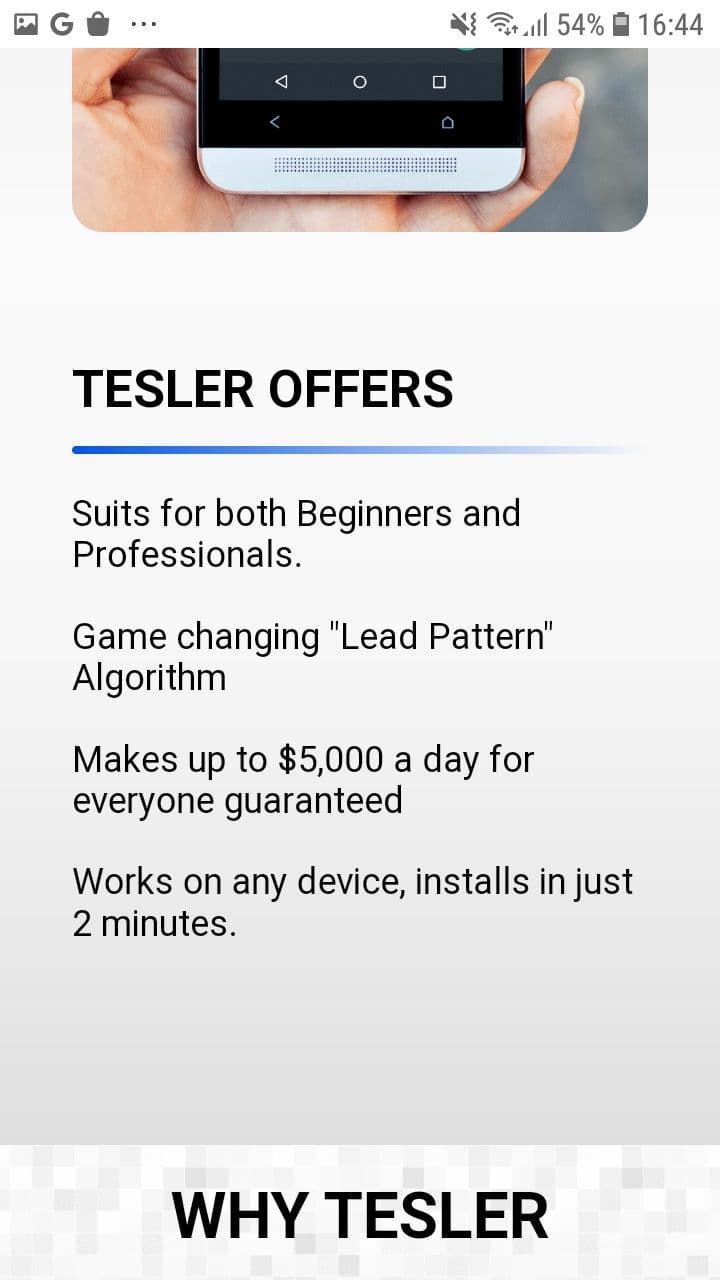 ... 54% 16:44
TESLER OFFERS
Suits for both Beginners and
Professionals.
Game changing "Lead Pattern"
Algorithm
Makes up to $5,000 a day for
everyone guaranteed
Works on any device, installs in just
2 minutes.
WHY TESLER